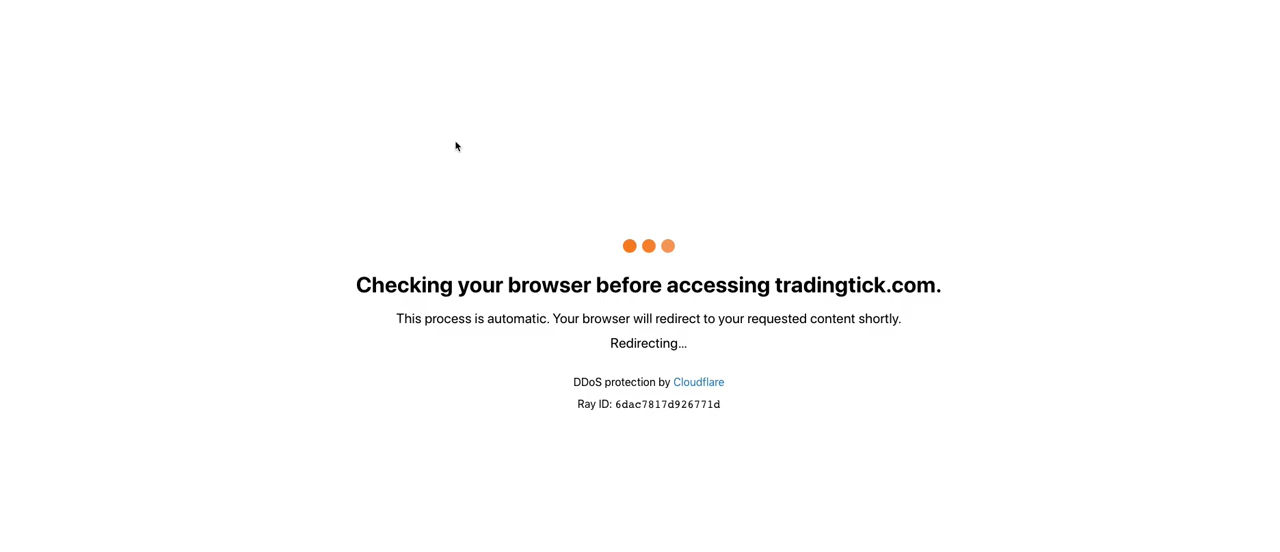 Checking your browser before accessing tradingtick.com.
This process is automatic. Your browser will redirect to your requested content shortly.
Redirecting...
DDoS protection by Cloudflare
Ray ID: 6dac7817d926771d